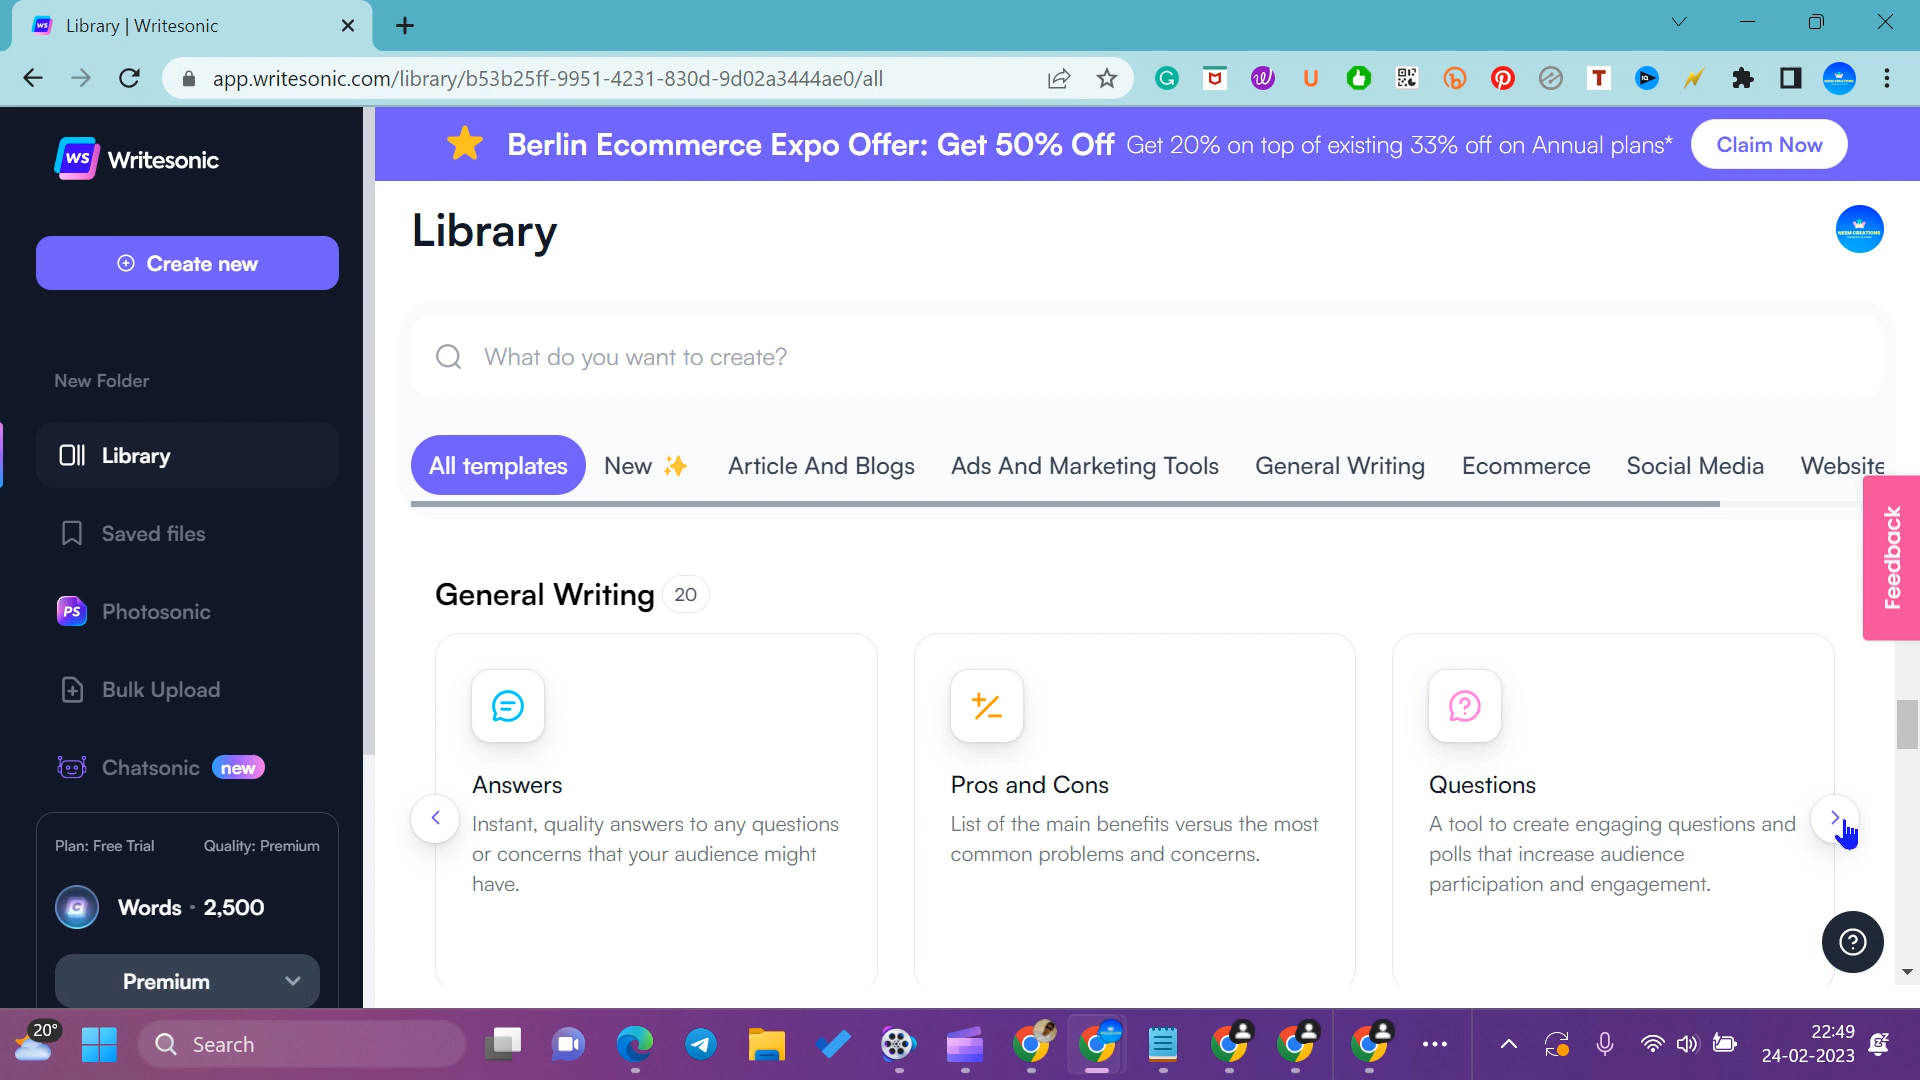 Library | Writesonic
app.writesonic.com/library/b53b25ff-9951-4231-830d-9d02a3444ae0/all
WS Writesonic
Berlin Ecommerce Expo Offer: Get 50% Off Get 20% on top of existing 33% off on Annual plans* Claim Now
Library
Create new
What do you want to create?
New Folder
Library
All templates New Article And Blogs Ads And Marketing Tools General Writing Ecommerce Social Media Website
Feedback
Saved files
PS Photosonic
Bulk Upload
Chatsonic new
General Writing 20
Answers
Instant, quality answers to any questions
or concerns that your audience might
have.
Pros and Cons
List of the main benefits versus the most
common problems and concerns.
Questions
A tool to create engaging questions and
polls that increase audience
participation and engagement.
Plan: Free Trial Quality: Premium
Words · 2,500
Premium
20°
Search
22:49
24-02-2023